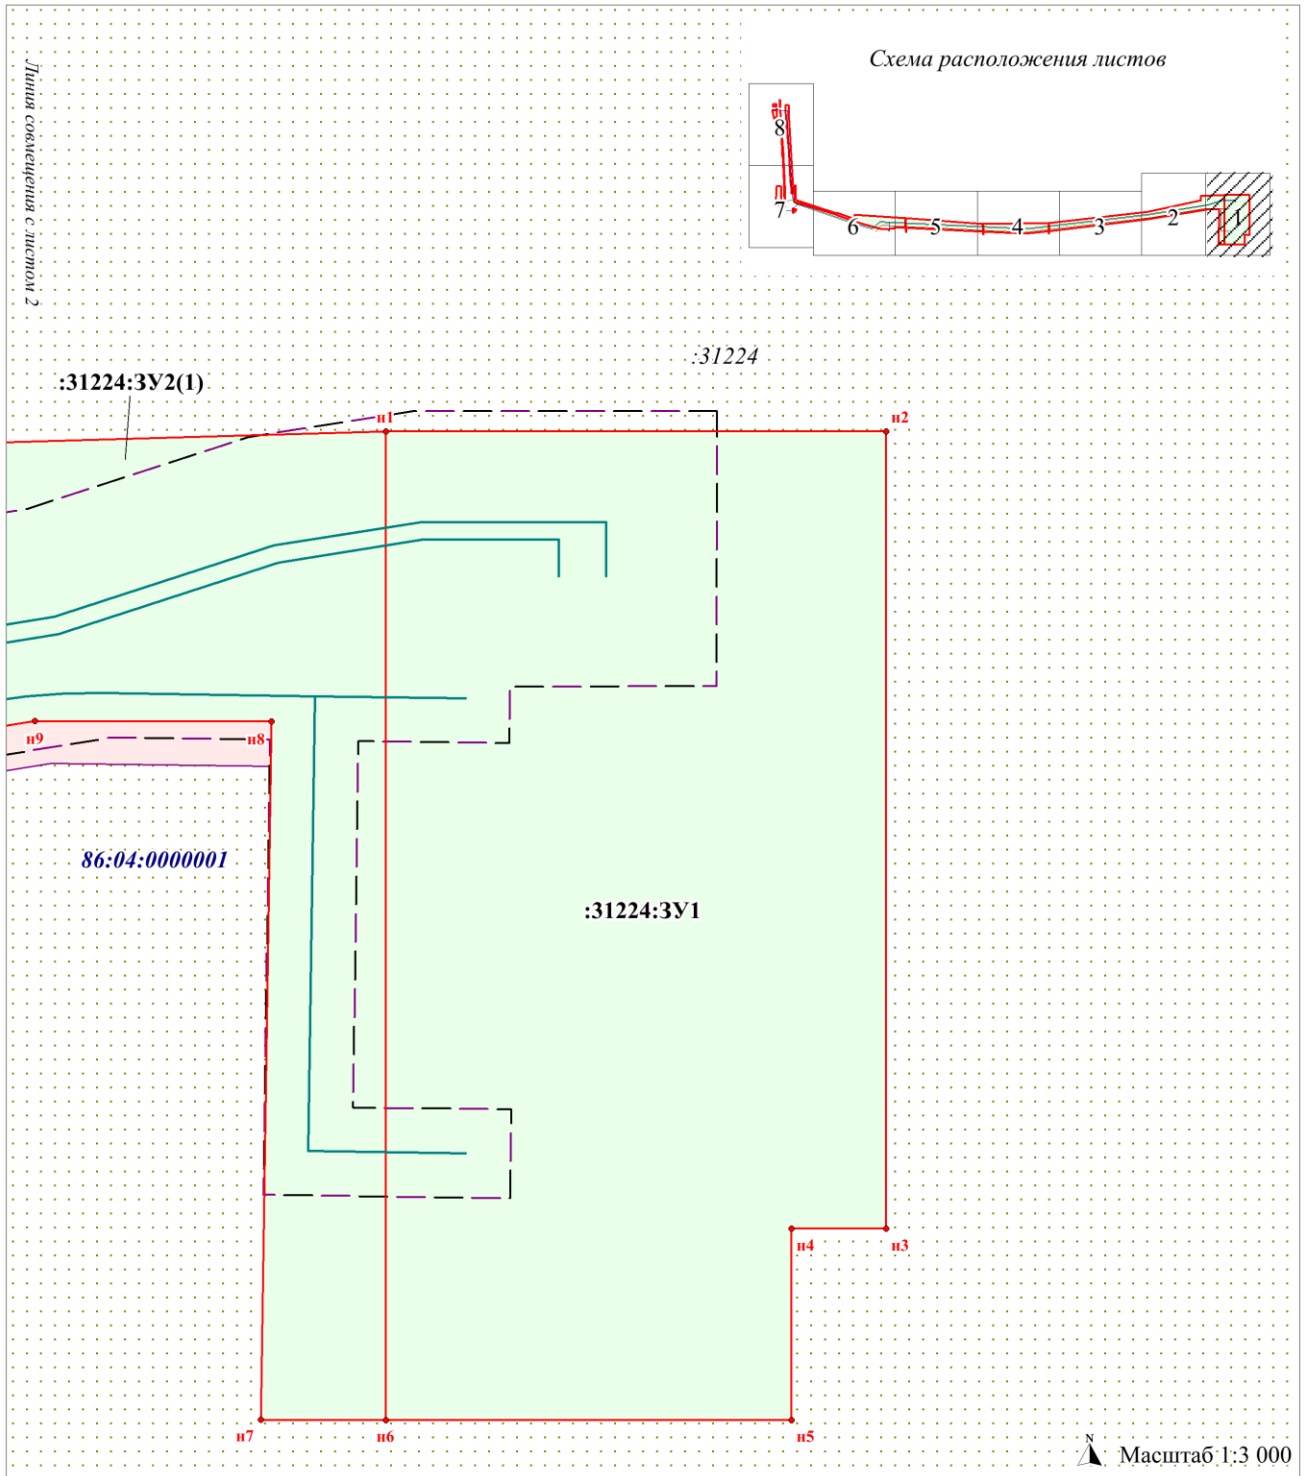 Линия совмещения с листом 2
Схема расположения листов
8
7
6
5
4
3
2
1
:31224
:31224:ЗУ2(1)
н1
н2
н9
н8
86:04:0000001
:31224:ЗУ1
н4
н3
н7
н6
н5
N
Масштаб 1:3 000